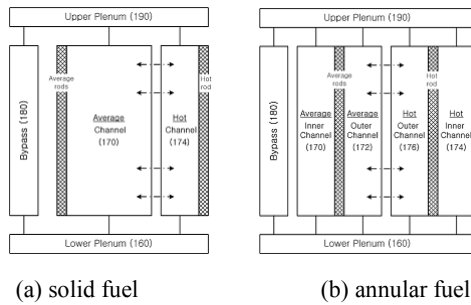 Upper Plenum (190)
Bypass (180)
Average
rods
Average
Channel
(170)
Hot
Channel
(174)
Hot
rod
Lower Plenum (160)
(a) solid fuel
Upper Plenum (190)
Bypass (180)
Average
Inner
Channel
(170)
Average
rods
Average
Outer
Channel
(172)
Hot
Outer
Channel
(176)
Hot
rod
Hot
Inner
Channel
(174)
Lower Plenum(160)
(b) annular fuel